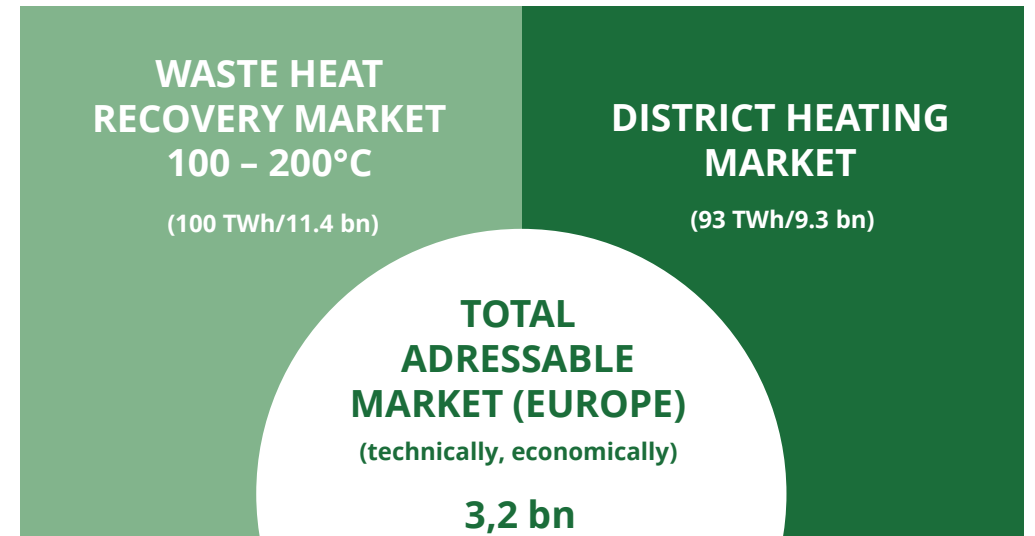 WASTE HEAT
RECOVERY MARKET
100 – 200°C
(100 TWh/11.4 bn)
DISTRICT HEATING
MARKET
(93 TWh/9.3 bn)
TOTAL
ADRESSABLE
MARKET (EUROPE)
(technically, economically)
3,2 bn